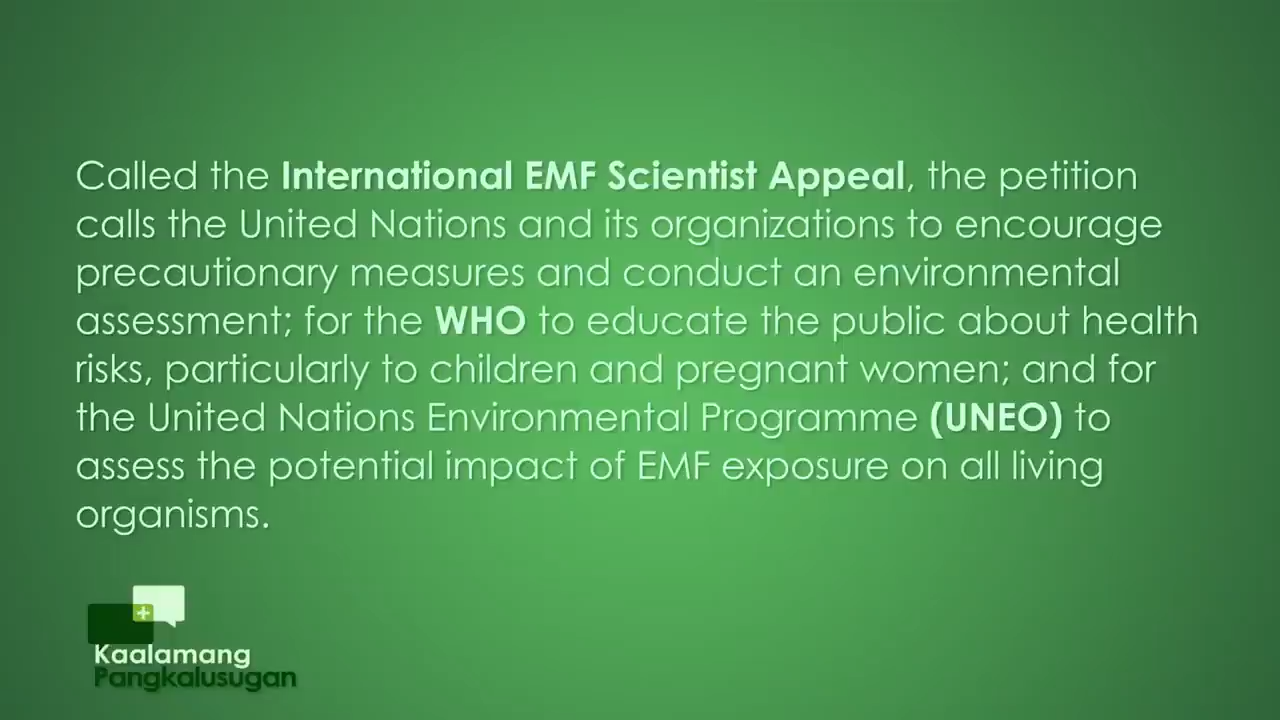 Called the International EMF Scientist Appeal, the petition
calls the United Nations and its organizations to encourage
precautionary measures and conduct an environmental
assessment; for the WHO to educate the public about health
risks, particularly to children and pregnant women; and for
the United Nations Environmental Programme (UNEO) to
assess the potential impact of EMF exposure on all living
organisms.
Kaalamang
Pangkalusugan